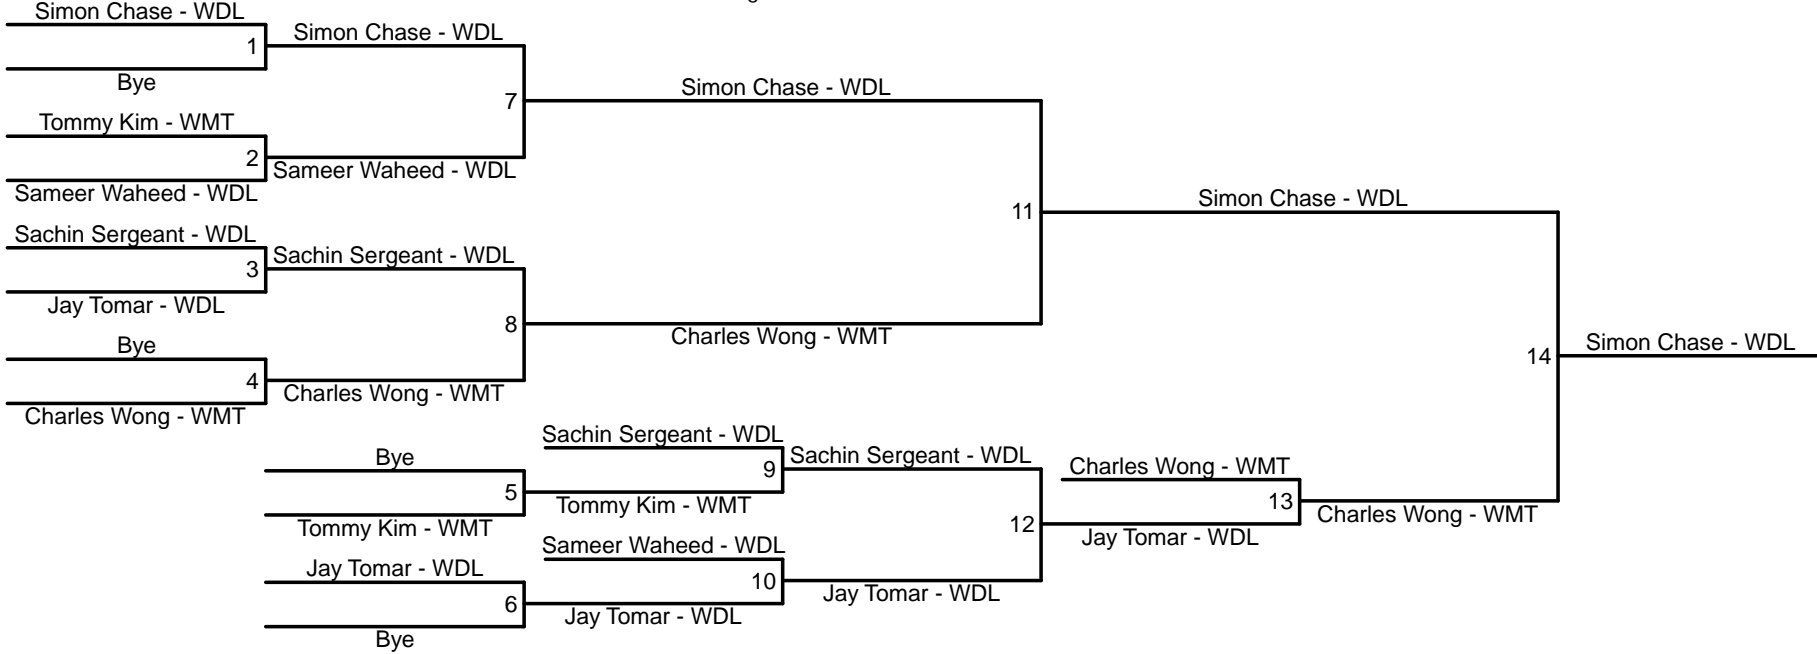 Simon Chase - WDL
1
Bye
Simon Chase - WDL
Tommy Kim - WMT
2
Sameer Waheed - WDL
Sameer Waheed - WDL
7
Simon Chase - WDL
Sachin Sergeant - WDL
3
Jay Tomar - WDL
Sachin Sergeant - WDL
Bye
4
Charles Wong - WMT
Charles Wong - WMT
8
Charles Wong - WMT
11
Simon Chase - WDL
Bye
5
Tommy Kim - WMT
Sachin Sergeant - WDL
9
Tommy Kim - WMT
Sachin Sergeant - WDL
Jay Tomar - WDL
6
Bye
Sameer Waheed - WDL
10
Jay Tomar - WDL
Jay Tomar - WDL
12
Charles Wong - WMT
13
Jay Tomar - WDL
Charles Wong - WMT
14
Simon Chase - WDL